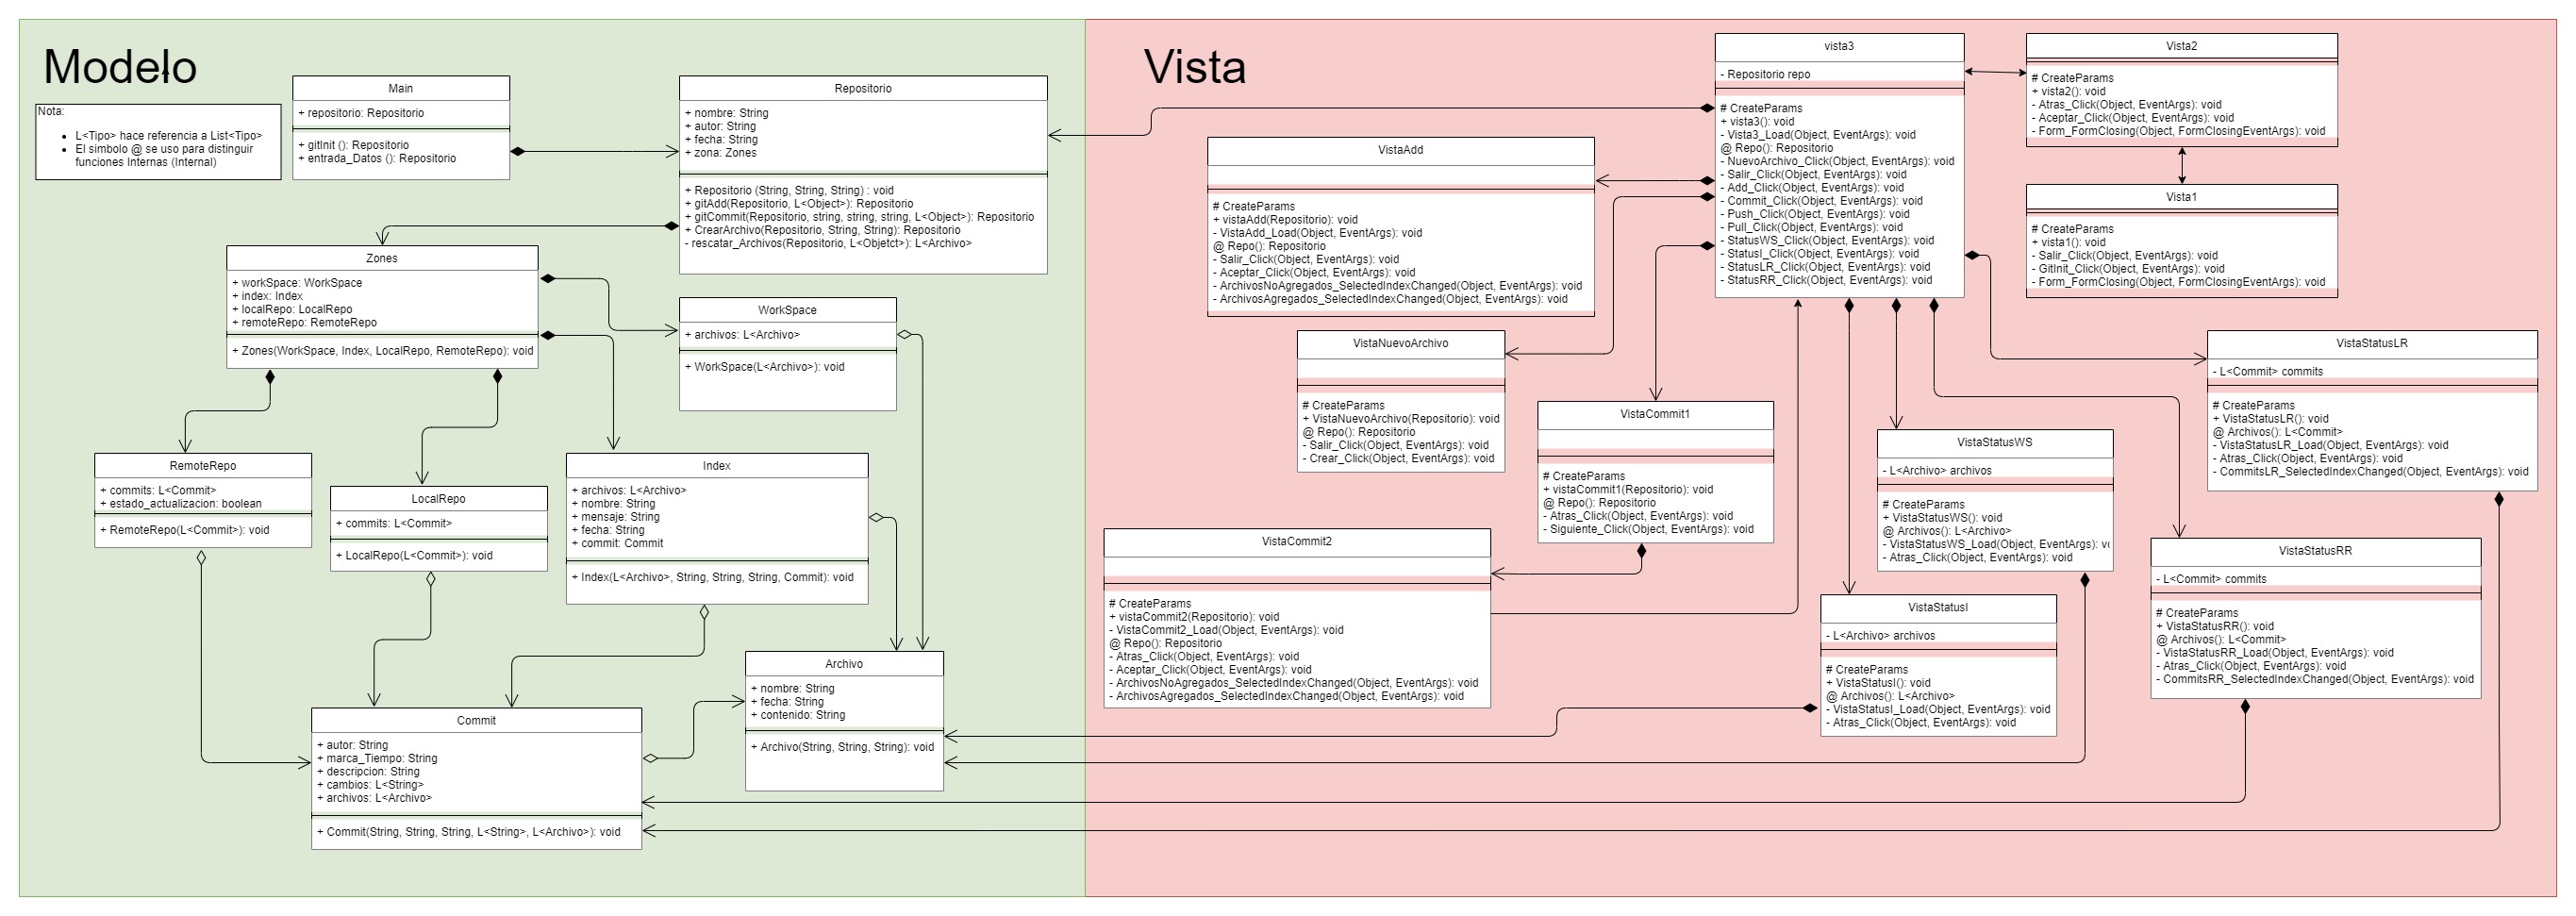 Modelo
Nota:
L<Tipo> hace referencia a List<Tipo>
El simbolo @ se uso para distinguir
funciones Internas (Internal)
Main
+ repositorio: Repositorio
+ gitInit (): Repositorio
+ entrada_Datos (): Repositorio
Repositorio
+ nombre: String
+ autor: String
+ fecha: String
+ zona: Zones
+ Repositorio (String, String, String) : void
+ gitAdd(Repositorio, L<Object>): Repositorio
+ gitCommit(Repositorio, string, string, string, L<Object>): Repositorio
+ CrearArchivo(Repositorio, String, String): Repositorio
- rescatar_Archivos(Repositorio, L<Objetct>): L<Archivo>
Zones
+ workSpace: WorkSpace
+ index: Index
+ localRepo: LocalRepo
+ remoteRepo: RemoteRepo
+ Zones(WorkSpace, Index, LocalRepo, RemoteRepo): void
WorkSpace
+ archivos: L<Archivo>
+ WorkSpace(L<Archivo>): void
RemoteRepo
+ commits: L<Commit>
+ estado_actualizacion: boolean
+ RemoteRepo(L<Commit>): void
LocalRepo
+ commits: L<Commit>
+ LocalRepo(L<Commit>): void
Index
+ archivos: L<Archivo>
+ nombre: String
+ mensaje: String
+ fecha: String
+ commit: Commit
+ Index(L<Archivo>, String, String, String, Commit): void
Archivo
+ nombre: String
+ fecha: String
+ contenido: String
+ Archivo(String, String, String): void
Commit
+ autor: String
+ marca_Tiempo: String
+ descripcion: String
+ cambios: L<String>
+ archivos: L<Archivo>
+ Commit(String, String, String, L<String>, L<Archivo>): void
Vista
vista3
- Repositorio repo
# CreateParams
+ vista3(): void
- Vista3_Load(Object, EventArgs): void
@ Repo(): Repositorio
- NuevoArchivo_Click(Object, EventArgs): void
- Salir_Click(Object, EventArgs): void
- Add_Click(Object, EventArgs): void
- Commit_Click(Object, EventArgs): void
- Push_Click(Object, EventArgs): void
- Pull_Click(Object, EventArgs): void
- StatusWS_Click(Object, EventArgs): void
- StatusI_Click(Object, EventArgs): void
- StatusLR_Click(Object, EventArgs): void
- StatusRR_Click(Object, EventArgs): void
Vista2
# CreateParams
+ vista2(): void
- Atras_Click(Object, EventArgs): void
- Aceptar_Click(Object, EventArgs): void
- Form_FormClosing(Object, FormClosingEventArgs): void
Vista1
# CreateParams
+ vista1(): void
- Salir_Click(Object, EventArgs): void
- GitInit_Click(Object, EventArgs): void
- Form_FormClosing(Object, FormClosingEventArgs): void
VistaAdd
# CreateParams
+ vistaAdd(Repositorio): void
- VistaAdd_Load(Object, EventArgs): void
@ Repo(): Repositorio
- Salir_Click(Object, EventArgs): void
- Aceptar_Click(Object, EventArgs): void
- ArchivosNoAgregados_SelectedIndexChanged(Object, EventArgs): void
- ArchivosAgregados_SelectedIndexChanged(Object, EventArgs): void
VistaNuevoArchivo
# CreateParams
+ VistaNuevoArchivo(Repositorio): void
@ Repo(): Repositorio
- Salir_Click(Object, EventArgs): void
- Crear_Click(Object, EventArgs): void
VistaCommit1
# CreateParams
+ vistaCommit1(Repositorio): void
@ Repo(): Repositorio
- Atras_Click(Object, EventArgs): void
- Siguiente_Click(Object, EventArgs): void
VistaCommit2
# CreateParams
+ vistaCommit2(Repositorio): void
- VistaCommit2_Load(Object, EventArgs): void
@ Repo(): Repositorio
- Atras_Click(Object, EventArgs): void
- Aceptar_Click(Object, EventArgs): void
- ArchivosNoAgregados_SelectedIndexChanged(Object, EventArgs): void
- ArchivosAgregados_SelectedIndexChanged(Object, EventArgs): void
VistaStatusLR
- L<Commit> commits
# CreateParams
+ VistaStatusLR(): void
@ Archivos(): L<Commit>
- VistaStatusLR_Load(Object, EventArgs): void
- Atras_Click(Object, EventArgs): void
- CommitsLR_SelectedIndexChanged(Object, EventArgs): void
VistaStatusWS
- L<Archivo> archivos
# CreateParams
+ VistaStatusWS(): void
@ Archivos(): L<Archivo>
- VistaStatusWS_Load(Object, EventArgs): v
- Atras_Click(Object, EventArgs): void
VistaStatusRR
- L<Commit> commits
# CreateParams
+ VistaStatusRR(): void
@ Archivos(): L<Commit>
- VistaStatusRR_Load(Object, EventArgs): void
- Atras_Click(Object, EventArgs): void
- CommitsRR_SelectedIndexChanged(Object, EventArgs): void
VistaStatusI
- L<Archivo> archivos
# CreateParams
+ VistaStatusI(): void
@ Archivos(): L<Archivo>
- VistaStatusI_Load(Object, EventArgs): void
- Atras_Click(Object, EventArgs): void